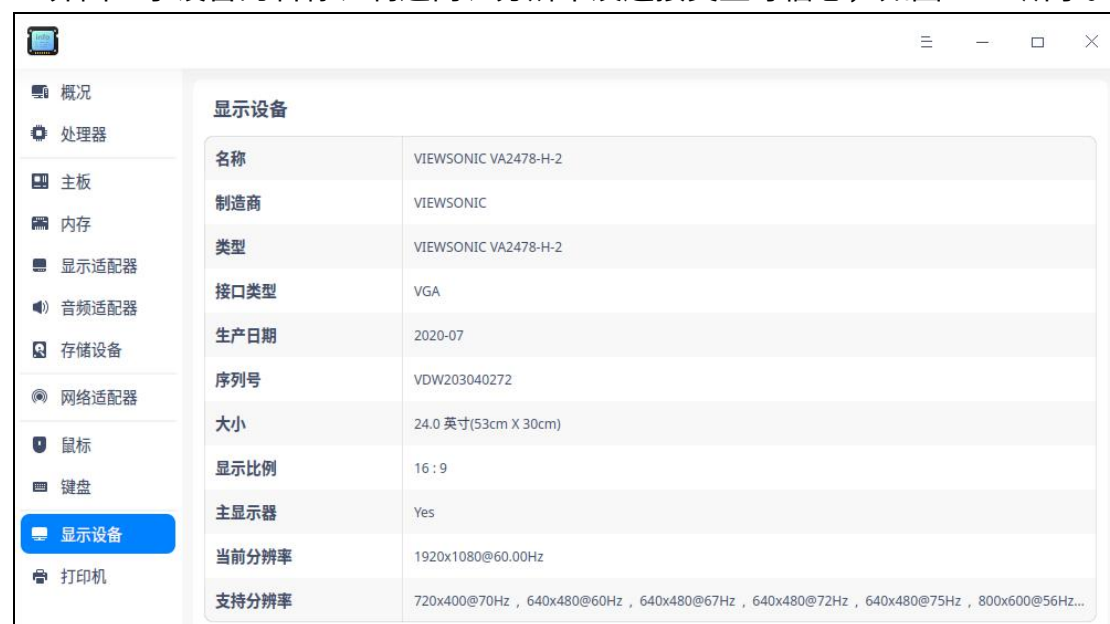 概况
处理器
主板
内存
显示适配器
音频适配器
存储设备
网络适配器
鼠标
键盘
显示设备
打印机
显示设备
名称 VIEWSONIC VA2478-H-2
制造商 VIEWSONIC
类型 VIEWSONIC VA2478-H-2
接口类型 VGA
生产日期 2020-07
序列号 VDW203040272
大小 24.0 英寸(53cm X 30cm)
显示比例 16 : 9
主显示器 Yes
当前分辨率 1920x1080@60.00Hz
支持分辨率 720x400@70Hz , 640x480@60Hz , 640x480@67Hz , 640x480@72Hz , 640x480@75Hz , 800x600@56Hz...